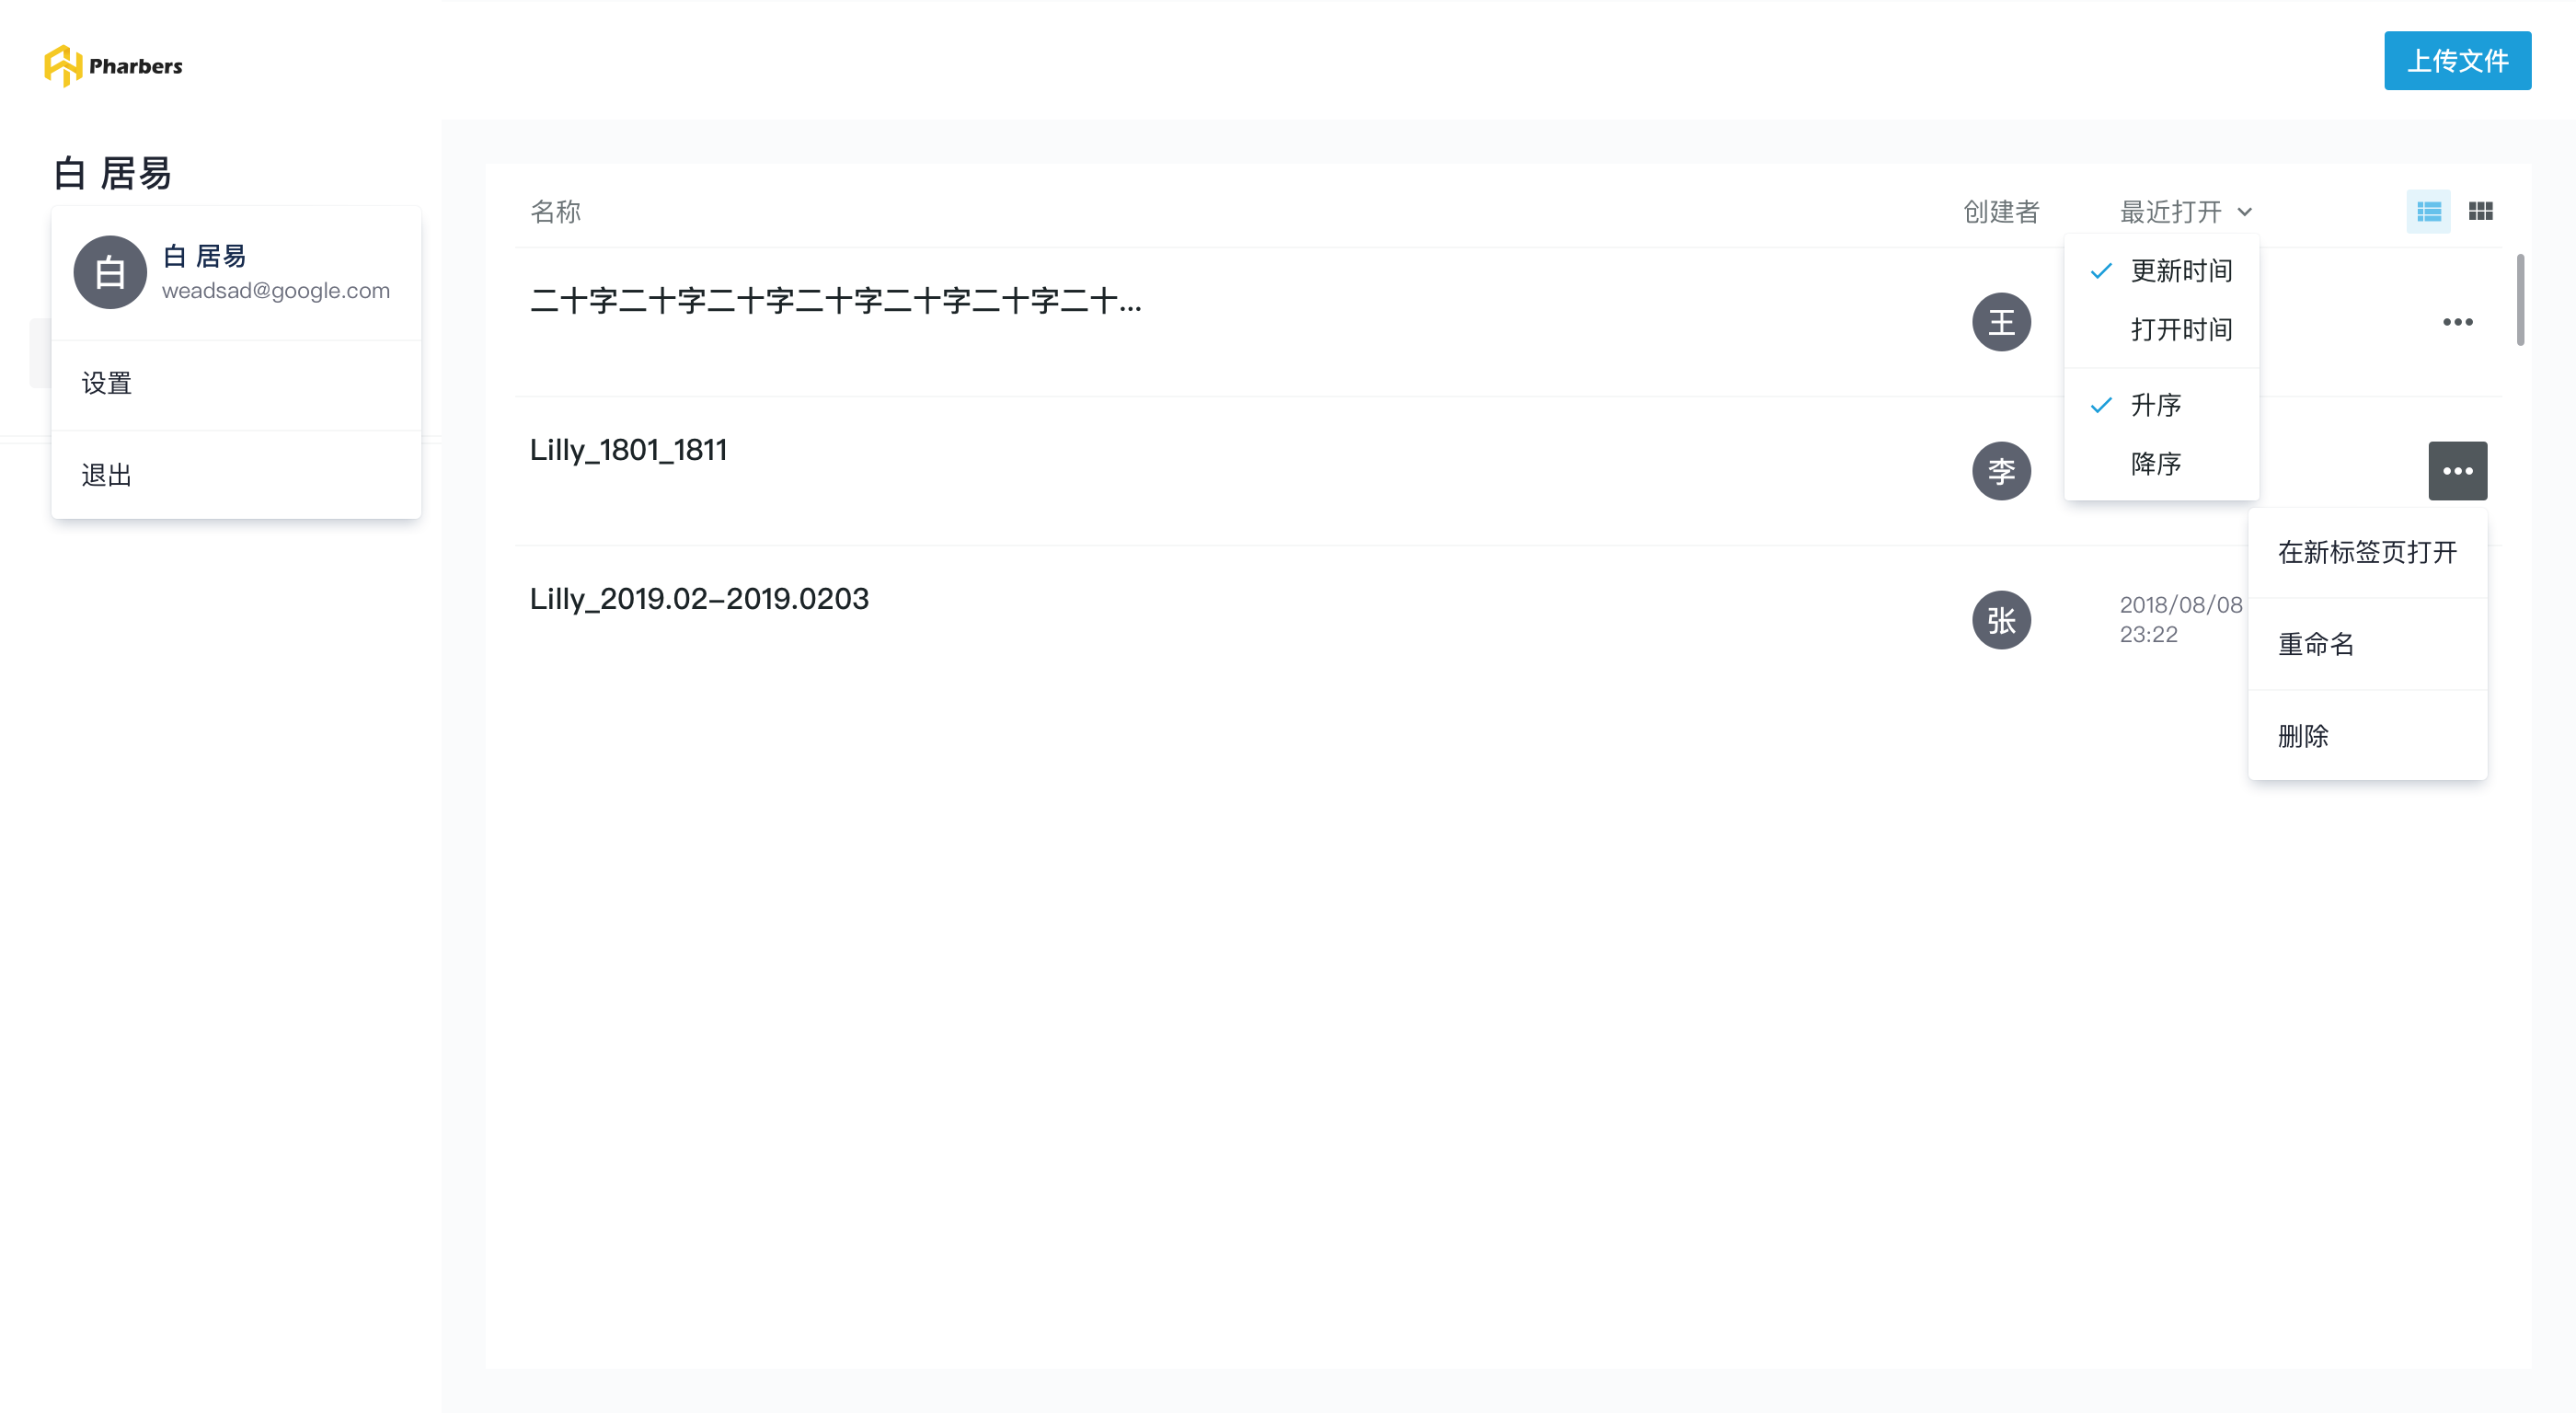 Pharbers
上传文件
白 居易
白
白 居易
weadsad@google.com
设置
退出
名称
创建者
最近打开
更新时间
打开时间
升序
降序
二十字二十字二十字二十字二十字二十字二十...
王
Lilly_1801_1811
李
Lilly_2019.02-2019.0203
张
2018/08/08
23:22
在新标签页打开
重命名
删除